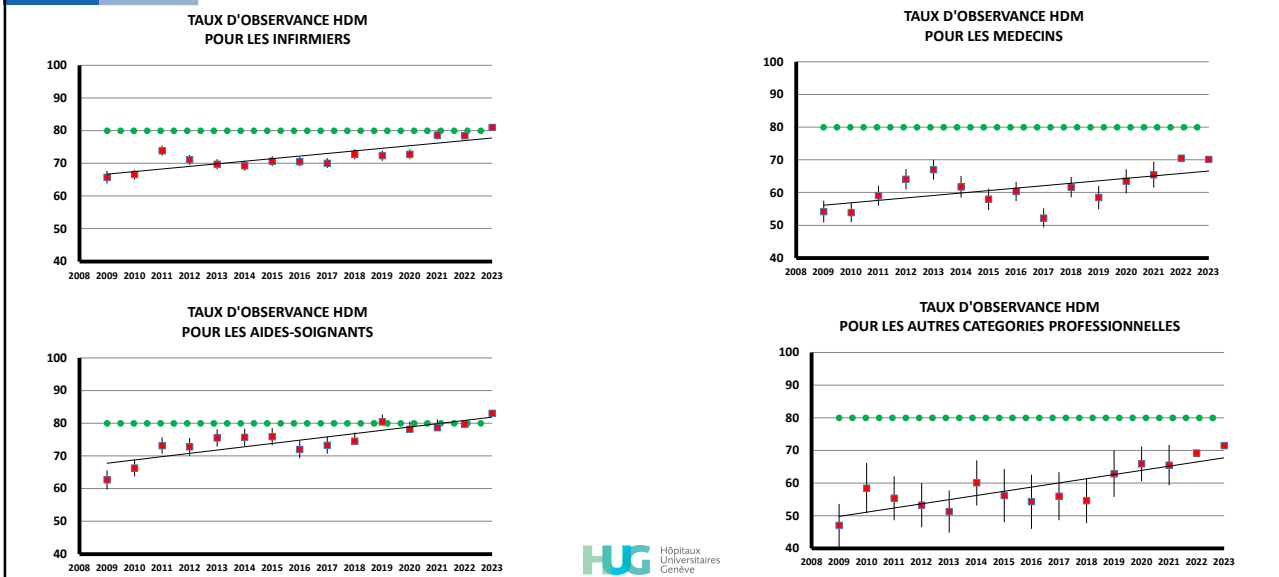 TAUX D'OBSERVANCE HDM
POUR LES INFIRMIERS
100
90
80
70
60
50
40
2008 2009 2010 2011 2012 2013 2014 2015 2016 2017 2018 2019 2020 2021 2022 2023
TAUX D'OBSERVANCE HDM
POUR LES MEDECINS
100
90
80
70
60
50
40
2008 2009 2010 2011 2012 2013 2014 2015 2016 2017 2018 2019 2020 2021 2022 2023
TAUX D'OBSERVANCE HDM
POUR LES AIDES-SOIGNANTS
100
90
80
70
60
50
40
2008 2009 2010 2011 2012 2013 2014 2015 2016 2017 2018 2019 2020 2021 2022 2023
TAUX D'OBSERVANCE HDM
POUR LES AUTRES CATEGORIES PROFESSIONNELLES
100
90
80
70
60
50
40
2008 2009 2010 2011 2012 2013 2014 2015 2016 2017 2018 2019 2020 2021 2022 2023
HUG
Hôpitaux
Universitaires
Genève